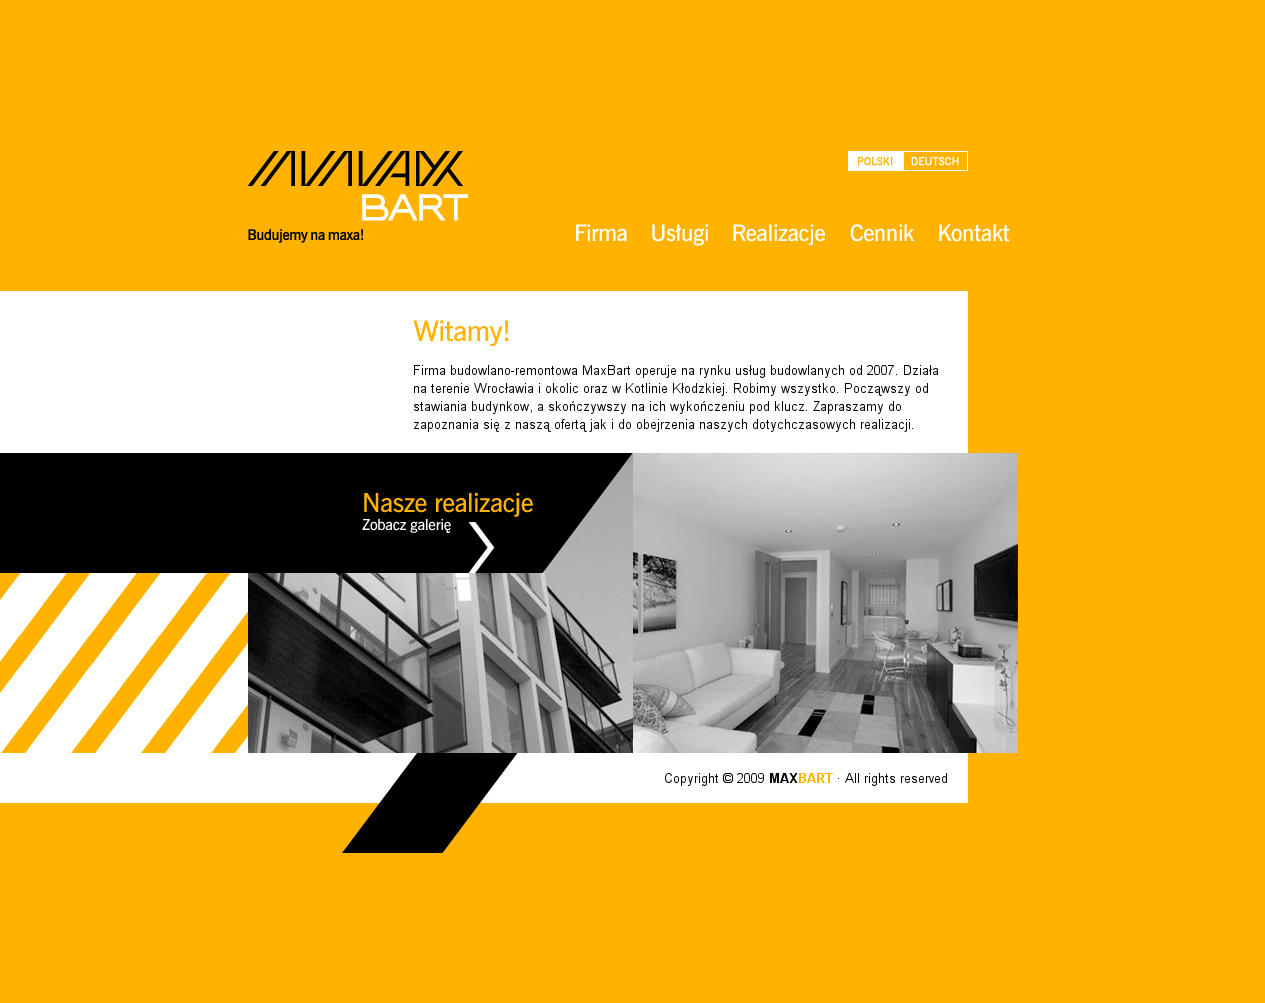 MAX
BART
Budujemy na maxa!
POLSKI DEUTSCH
Firma Usługi Realizacje Cennik Kontakt
Witamy!
Firma budowlano-remontowa MaxBart operuje na rynku usług budowlanych od 2007. Działa
na terenie Wrocławia i okolic oraz w Kotlinie Kłodzkiej. Robimy wszystko. Począwszy od
stawiania budynkow, a skończywszy na ich wykończeniu pod klucz. Zapraszamy do
zapoznania się z naszą ofertą jak i do obejrzenia naszych dotychczasowych realizacji.
Nasze realizacje
Zobacz galerię
Copyright © 2009 MAXBART · All rights reserved